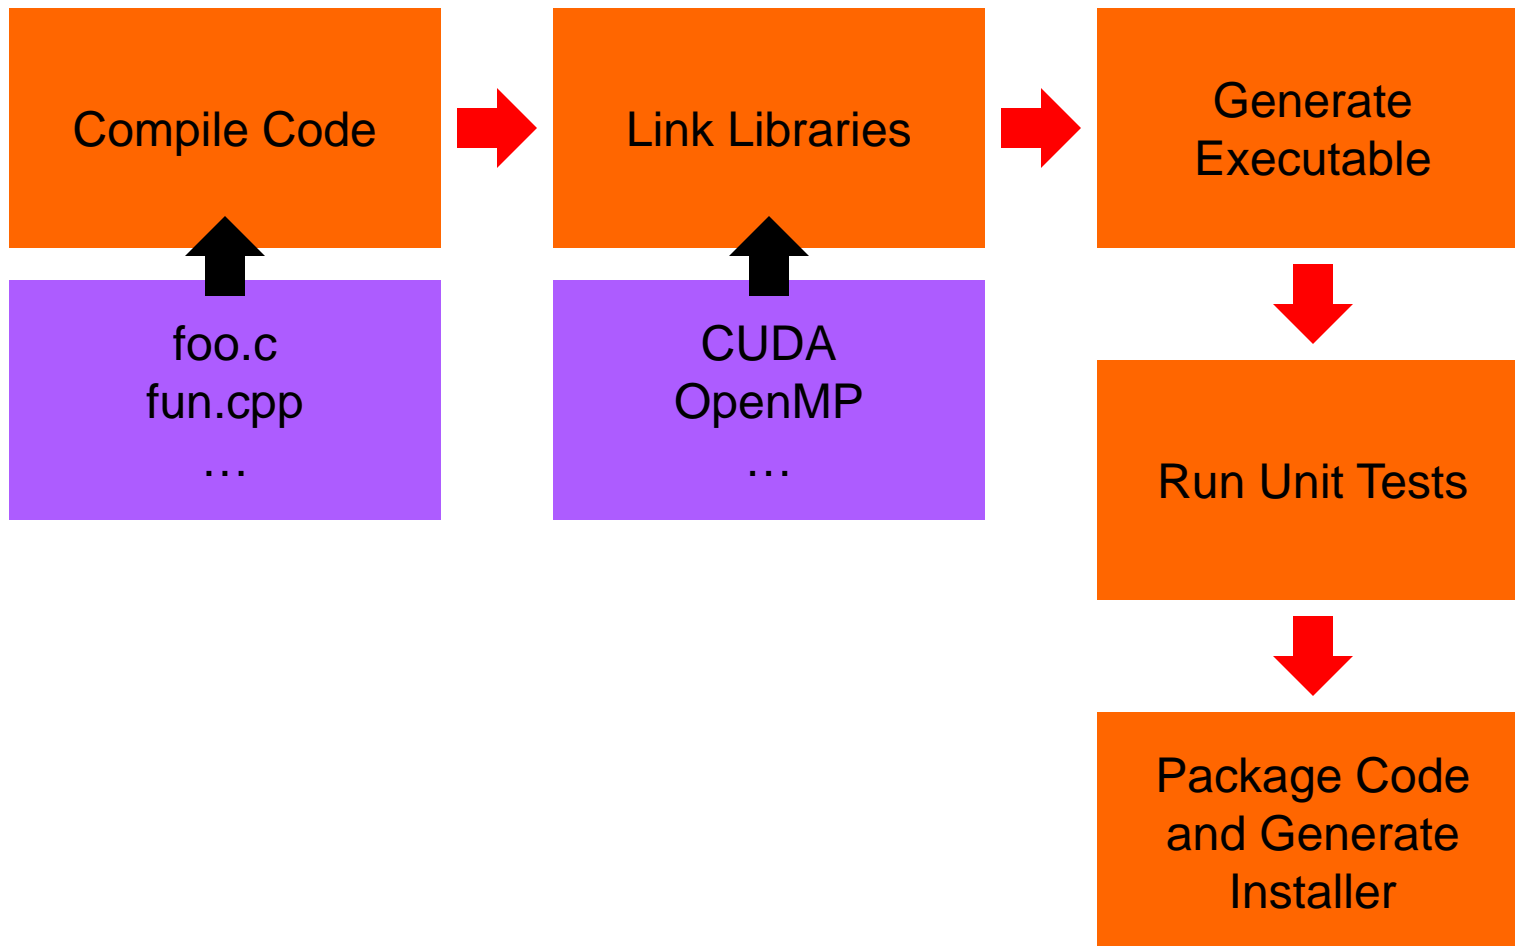 Compile Code
Link Libraries
Generate
Executable
foo.c
fun.cpp
…
CUDA
OpenMP
…
Run Unit Tests
Package Code
and Generate
Installer